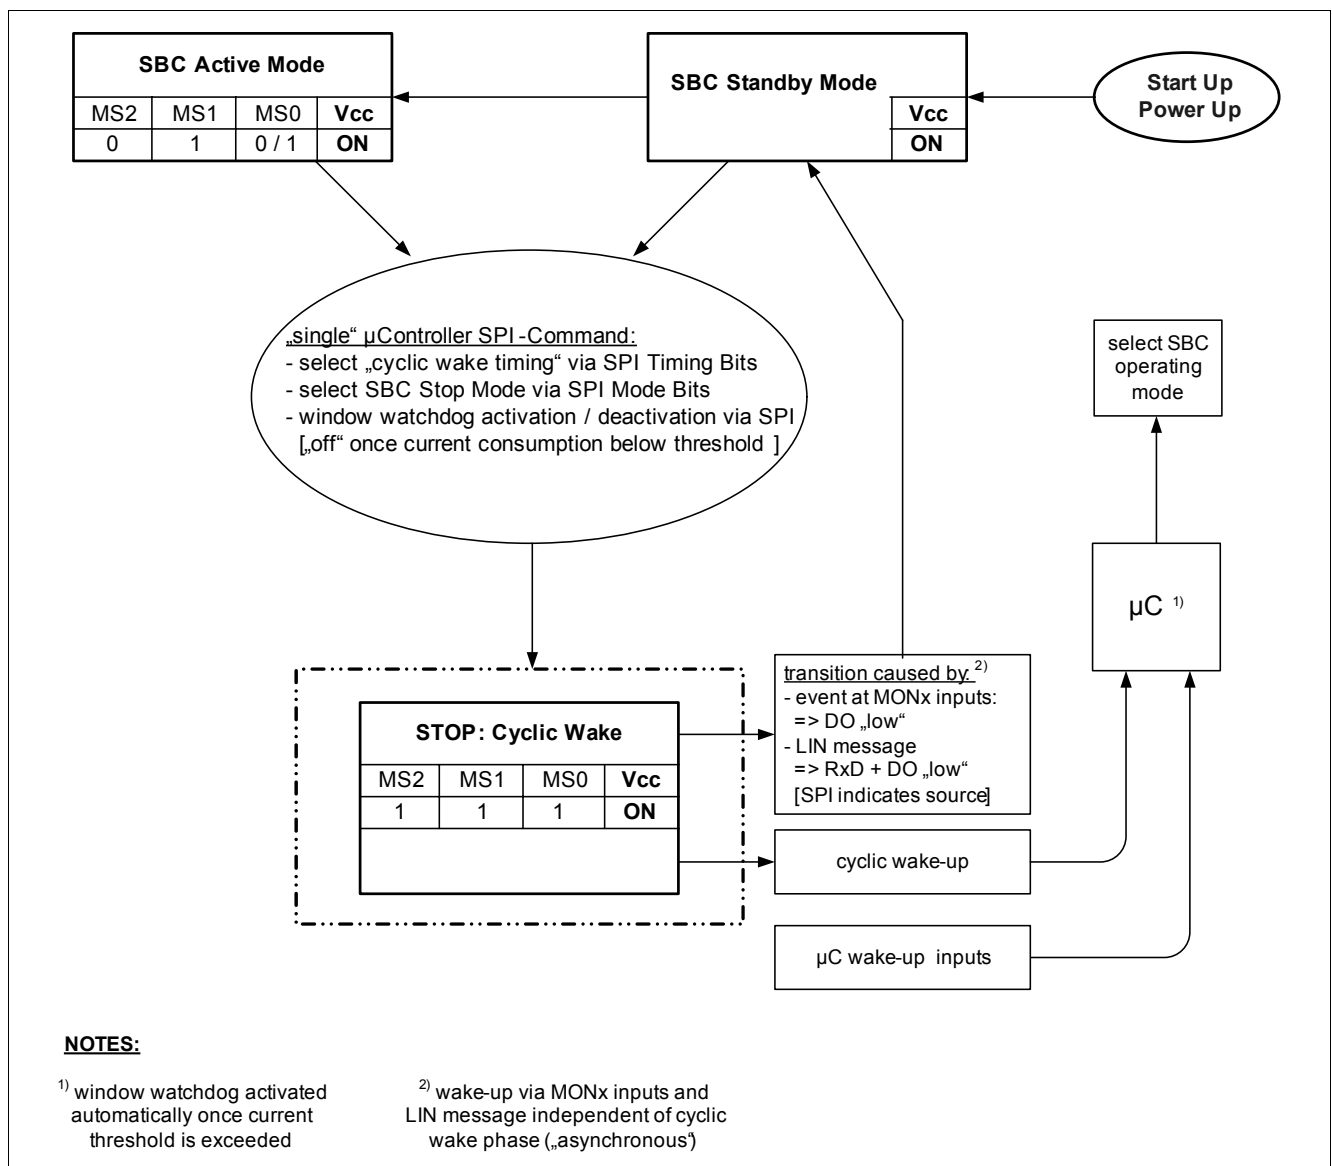 SBC Active Mode
MS2 MS1 MS0 Vcc
0 1 0 / 1 ON
SBC Standby Mode
Vcc
ON
Start Up
Power Up
„single“ µController SPI -Command:
- select „cyclic wake timing“ via SPI Timing Bits
- select SBC Stop Mode via SPI Mode Bits
- window watchdog activation / deactivation via SPI
[„off“ once current consumption below threshold ]
select SBC
operating
mode
µC 1)
STOP: Cyclic Wake
MS2 MS1 MS0 Vcc
1 1 1 ON
transition caused by: 2)
- event at MONx inputs:
=> DO „low“
- LIN message
=> RxD + DO „low“
[SPI indicates source]
cyclic wake-up
µC wake-up inputs
NOTES:
1) window watchdog activated
automatically once current
threshold is exceeded
2) wake-up via MONx inputs and
LIN message independent of cyclic
wake phase („asynchronous“)